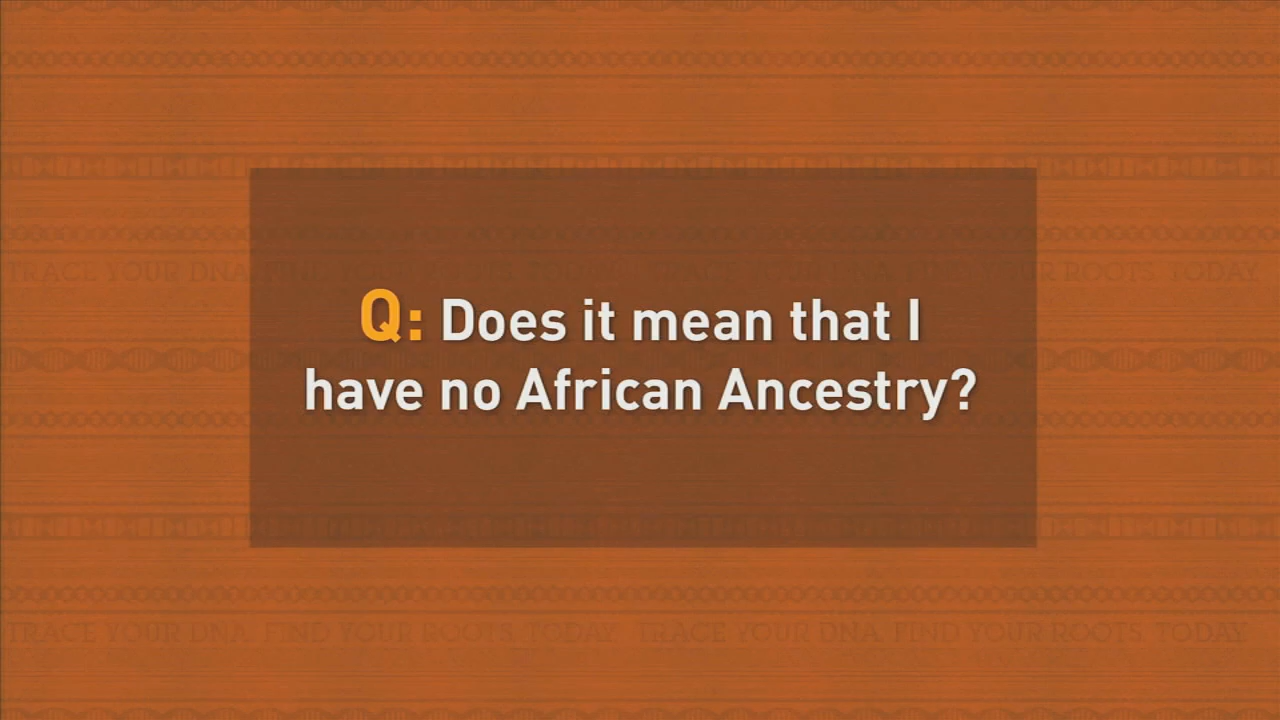 TRACE YOUR DNA. FIND YOUR ROOTS. TODAY. TRACE YOUR DNA. FIND YOUR ROOTS. TODAY.
Q: Does it mean that I
have no African Ancestry?
TRACE YOUR DNA. FIND YOUR ROOTS. TODAY. TRACE YOUR DNA. FIND YOUR ROOTS. TODAY